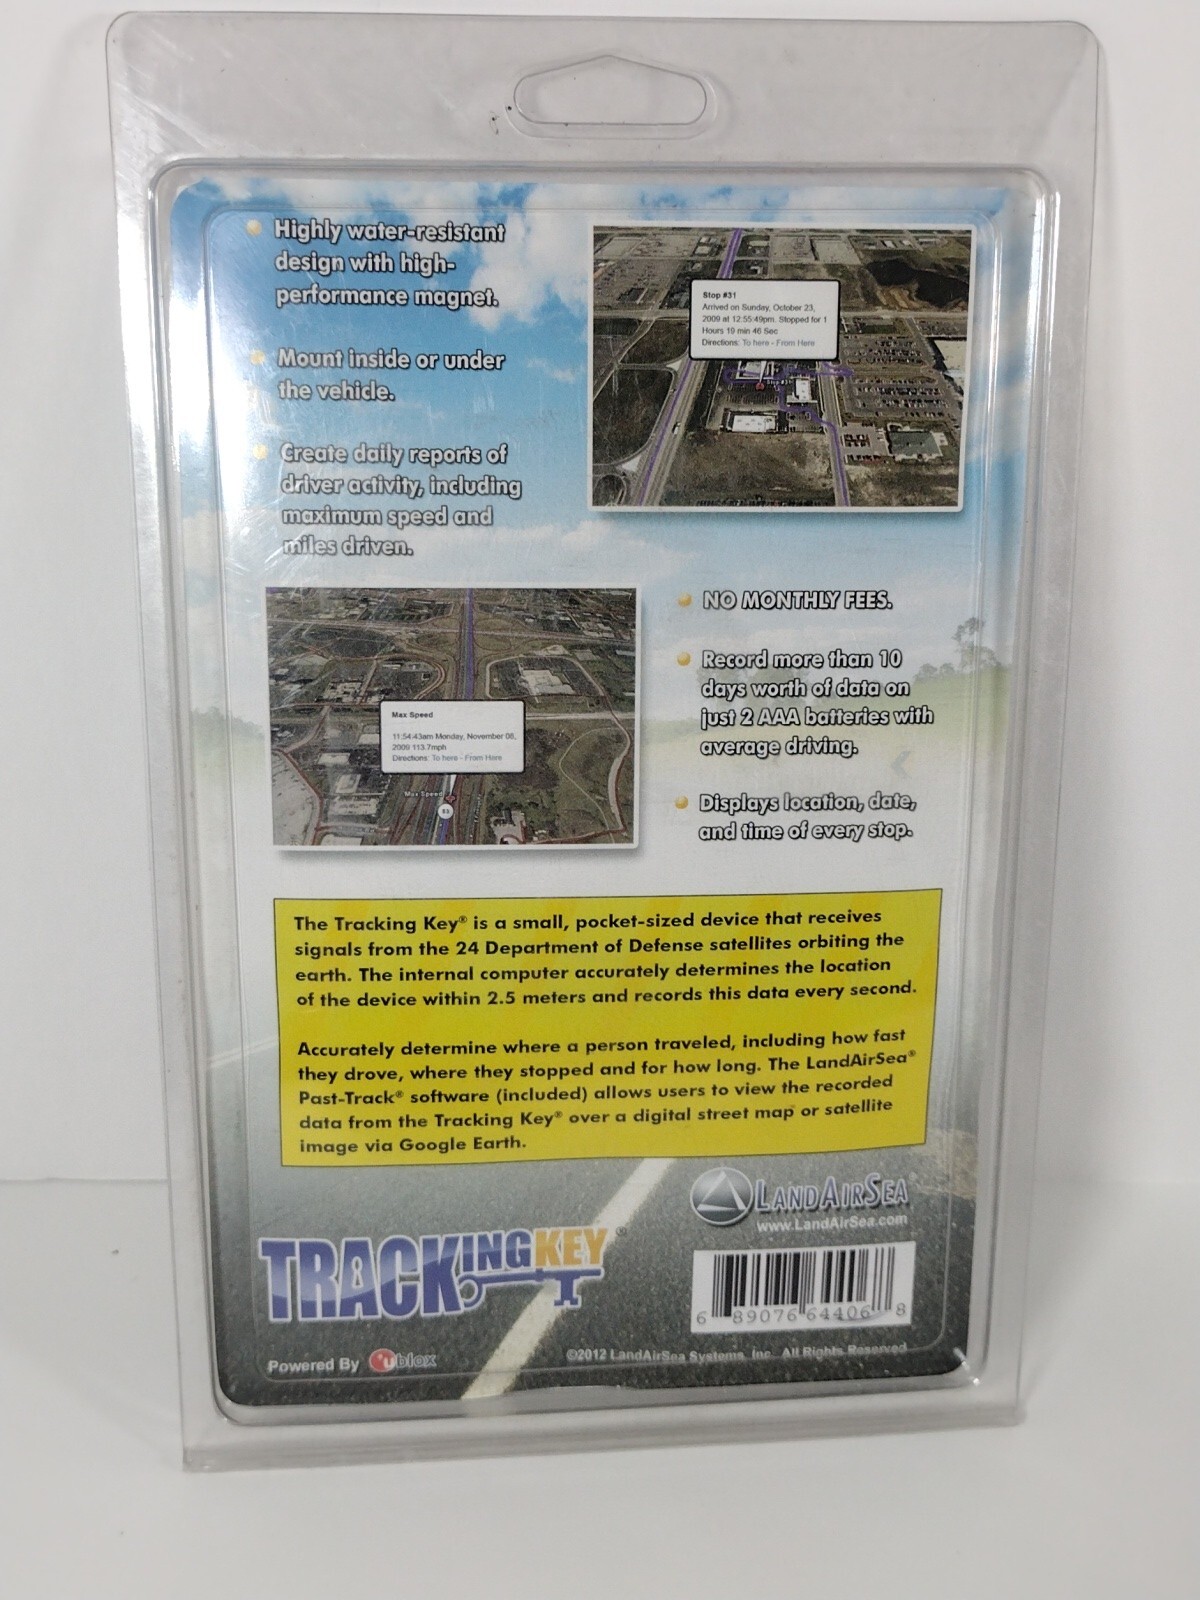 Highly water-resistant
design with high-
performance magnet.
Mount inside or under
the vehicle.
Create daily reports of
driver activity, including
maximum speed and
miles driven.
Stop #31
Arrived on Sunday, October 23,
2009 at 12:55:49pm. Stopped for 1
Hours 19 min 46 Sec
Directions: To here - From Here
Stop #31
Max Speed
11:54:43am Monday, November 08,
2009 113.7mph
Directions: To here - From Here
Max Speed
NO MONTHLY FEES.
Record more than 10
days worth of data on
just 2 AAA batteries with
average driving.
Displays location, date,
and time of every stop.
The Tracking Key® is a small, pocket-sized device that receives
signals from the 24 Department of Defense satellites orbiting the
earth. The internal computer accurately determines the location
of the device within 2.5 meters and records this data every second.
Accurately determine where a person traveled, including how fast
they drove, where they stopped and for how long. The LandAirSea®
Past-Track® software (included) allows users to view the recorded
data from the Tracking Key® over a digital street map or satellite
image via Google Earth.
LANDAIRSEA
www.LandAirSea.com
TRACKINGKEY®
6 89076 64406 8
Powered By ublox
©2012 LandAirSea Systems, Inc. All Rights Reserved